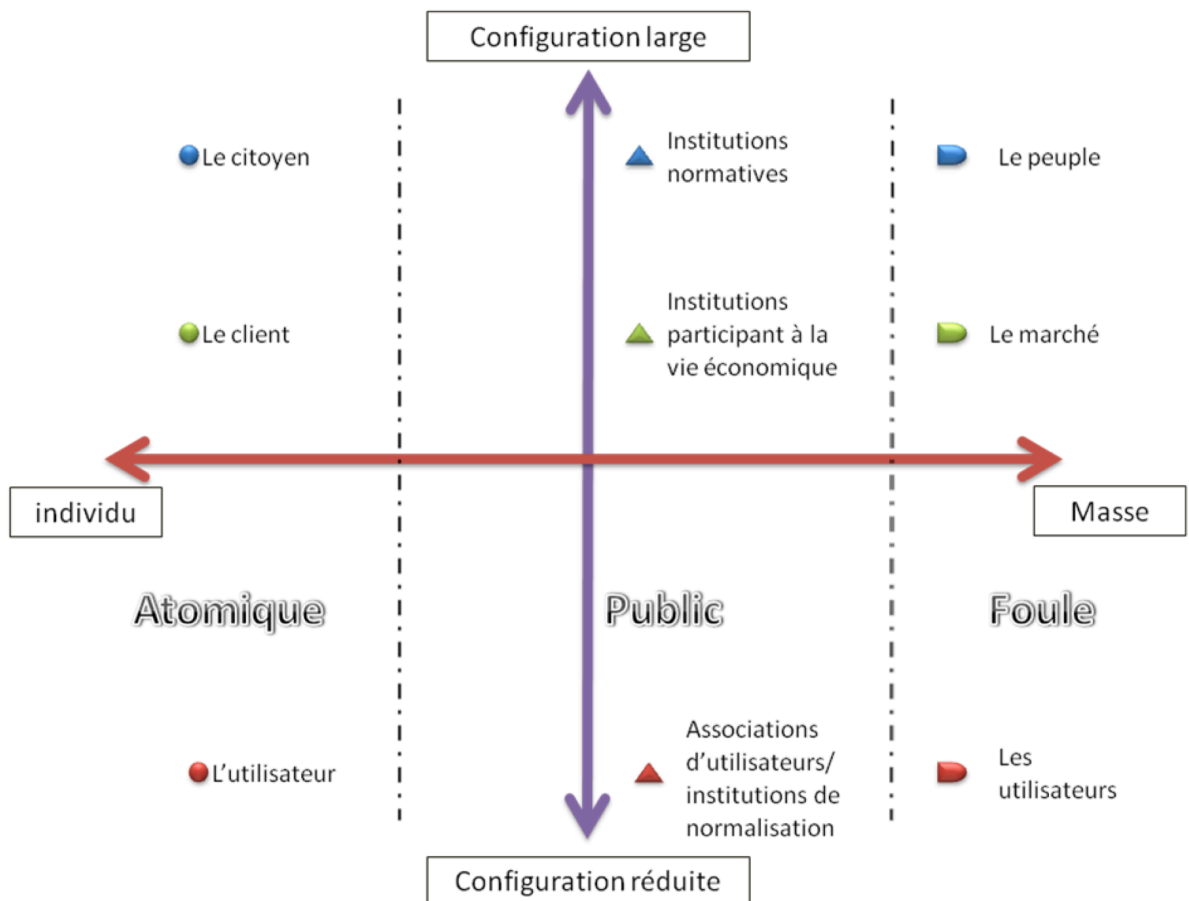 Configuration large
Le citoyen
Institutions
normatives
Le peuple
Le client
Institutions
participant à la
vie économique
Le marché
individu
Masse
Atomique
Public
Foule
L'utilisateur
Associations
d'utilisateurs/
institutions de
normalisation
Les
utilisateurs
Configuration réduite